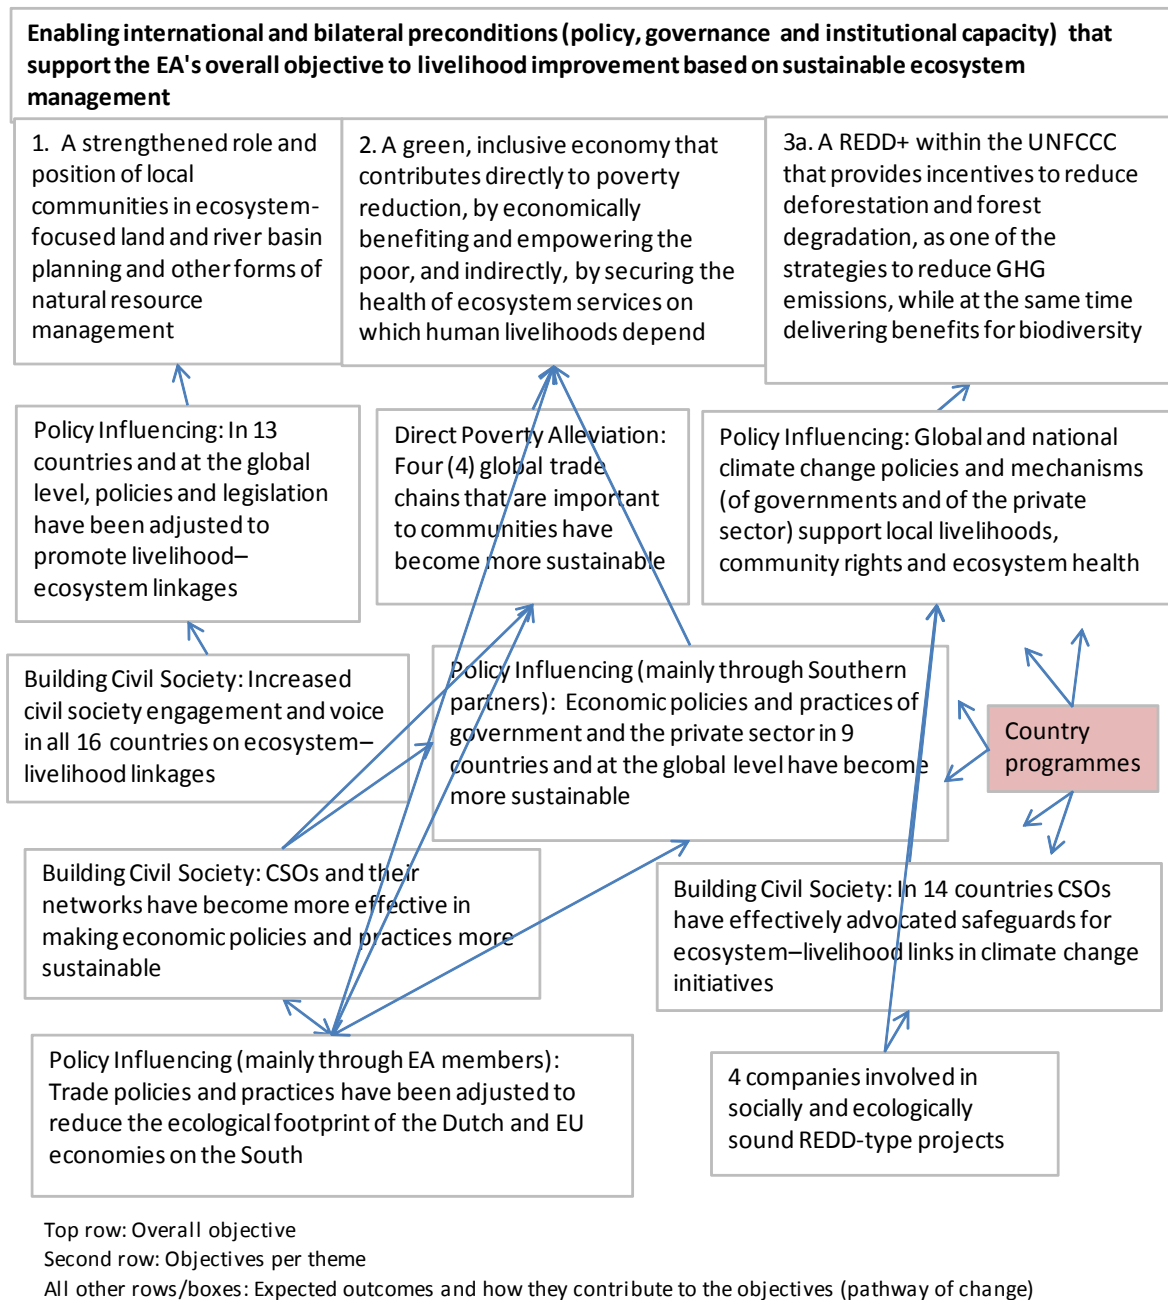 Enabling international and bilateral preconditions (policy, governance and institutional capacity) that
support the EA's overall objective to livelihood improvement based on sustainable ecosystem
management
1. A strengthened role and
position of local
communities in ecosystem-
focused land and river basin
planning and other forms of
natural resource
management
2. A green, inclusive economy that
contributes directly to poverty
reduction, by economically
benefiting and empowering the
poor, and indirectly, by securing the
health of ecosystem services on
which human livelihoods depend
3a. A REDD+ within the UNFCCC
that provides incentives to reduce
deforestation and forest
degradation, as one of the
strategies to reduce GHG
emissions, while at the same time
delivering benefits for biodiversity
Policy Influencing: In 13
countries and at the global
level, policies and legislation
have been adjusted to
promote livelihood–
ecosystem linkages
Direct Poverty Alleviation:
Four (4) global trade
chains that are important
to communities have
become more sustainable
Policy Influencing: Global and national
climate change policies and mechanisms
(of governments and of the private
sector) support local livelihoods,
community rights and ecosystem health
Building Civil Society: Increased
civil society engagement and voice
in all 16 countries on ecosystem–
livelihood linkages
Policy Influencing (mainly through Southern
partners): Economic policies and practices of
government and the private sector in 9
countries and at the global level have become
more sustainable
Country
programmes
Building Civil Society: CSOs and their
networks have become more effective in
making economic policies and practices more
sustainable
Building Civil Society: In 14 countries CSOs
have effectively advocated safeguards for
ecosystem–livelihood links in climate change
initiatives
Policy Influencing (mainly through EA members):
Trade policies and practices have been adjusted to
reduce the ecological footprint of the Dutch and EU
economies on the South
4 companies involved in
socially and ecologically
sound REDD-type projects
Top row: Overall objective
Second row: Objectives per theme
All other rows/boxes: Expected outcomes and how they contribute to the objectives (pathway of change)